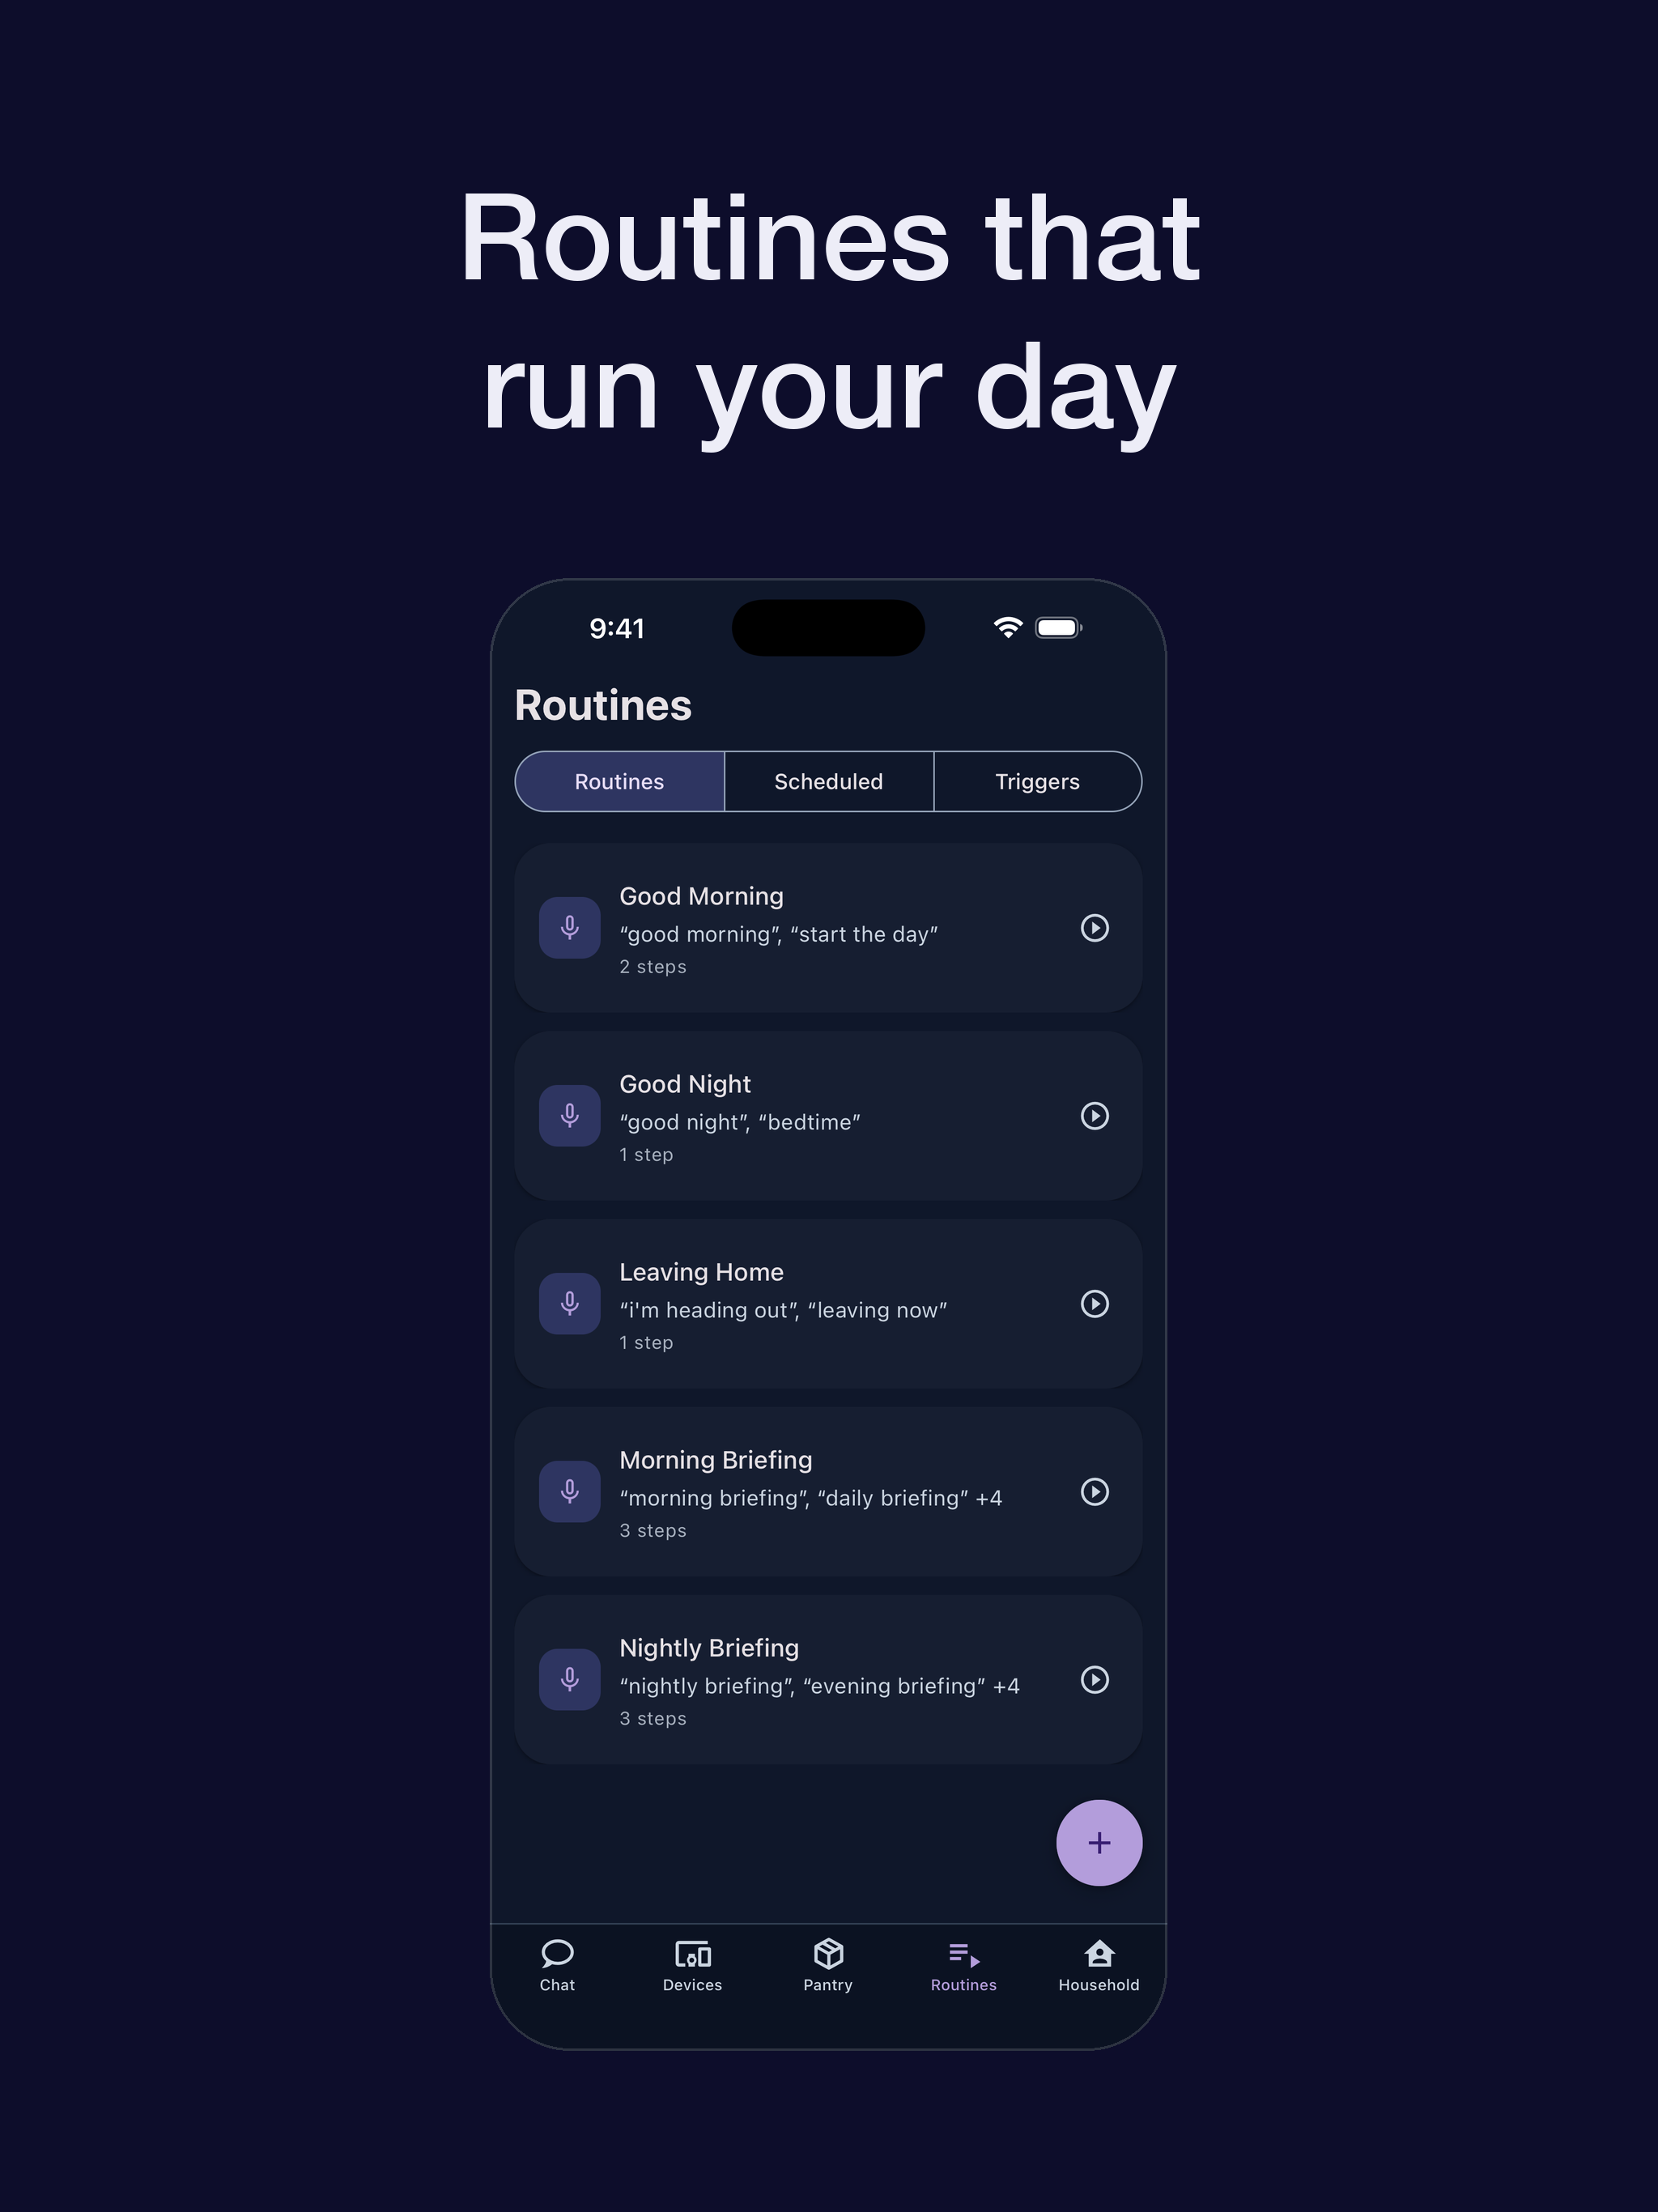 Routines that
run your day
9:41
Routines
Routines Scheduled Triggers
Good Morning
“good morning”, “start the day”
2 steps
Good Night
“good night”, “bedtime”
1 step
Leaving Home
“i'm heading out”, “leaving now”
1 step
Morning Briefing
“morning briefing”, “daily briefing” +4
3 steps
Nightly Briefing
“nightly briefing”, “evening briefing” +4
3 steps
Chat Devices Pantry Routines Household